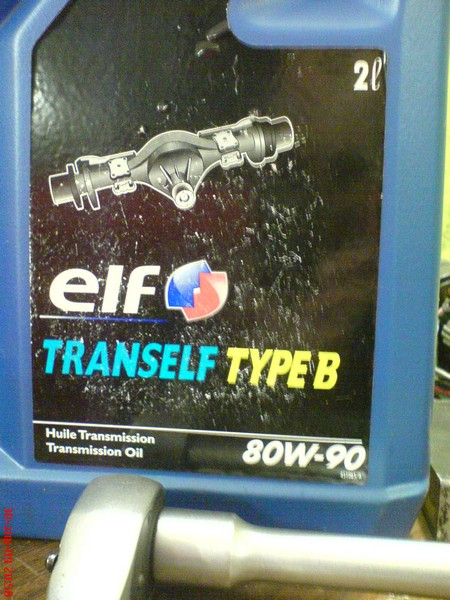 2ℓ
elf
TRANSELF TYPE B
Huile Transmission
Transmission Oil
80W-90